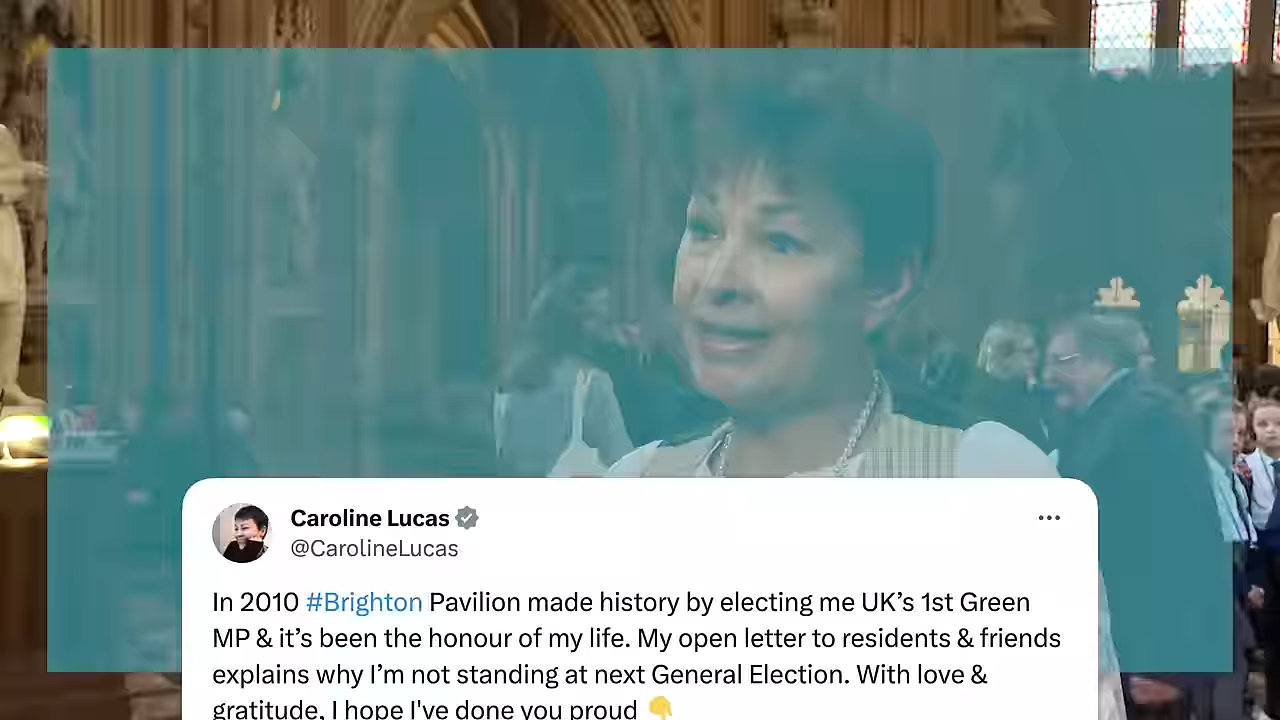 Caroline Lucas
@CarolineLucas
In 2010 #Brighton Pavilion made history by electing me UK’s 1st Green
MP & it’s been the honour of my life. My open letter to residents & friends
explains why I’m not standing at next General Election. With love &
gratitude, I hope I've done you proud 👇